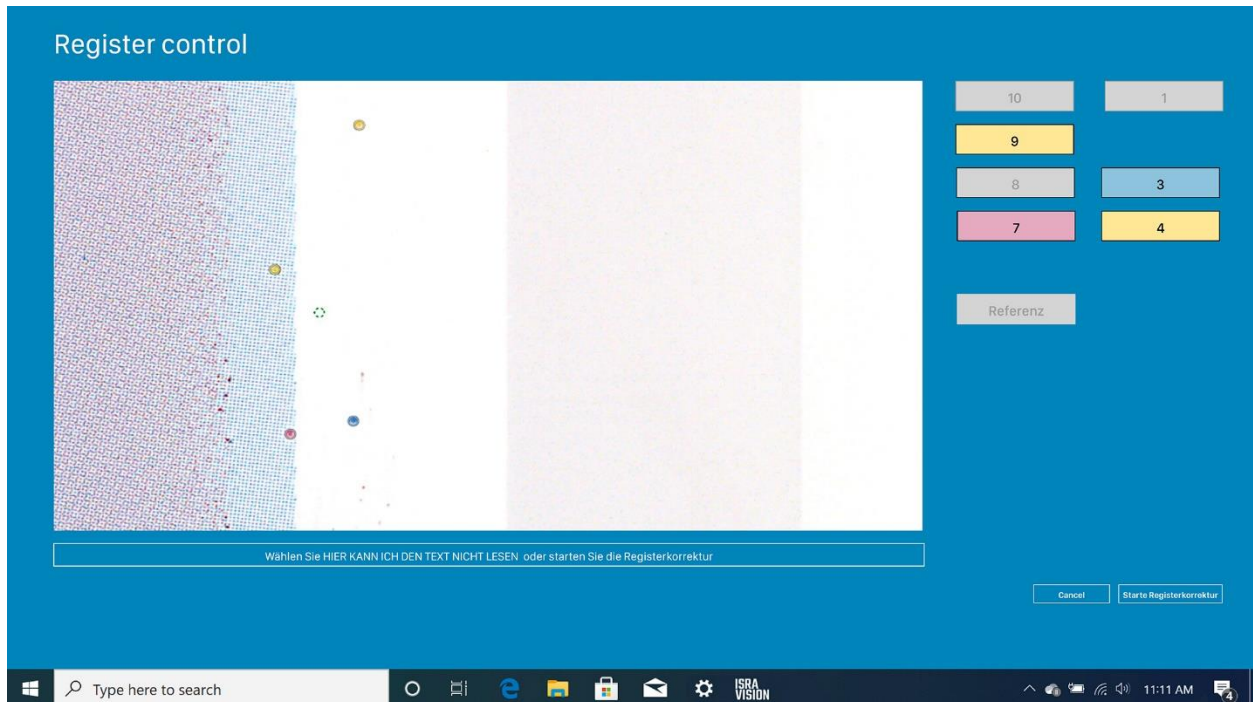 Register control
10
1
9
8
3
7
4
Referenz
Wählen Sie HIER KANN ICH DEN TEXT NICHT LESEN oder starten Sie die Registerkorrektur
Cancel
Starte Registerkorrektur
Type here to search
ISRA
VISION
11:11 AM
4